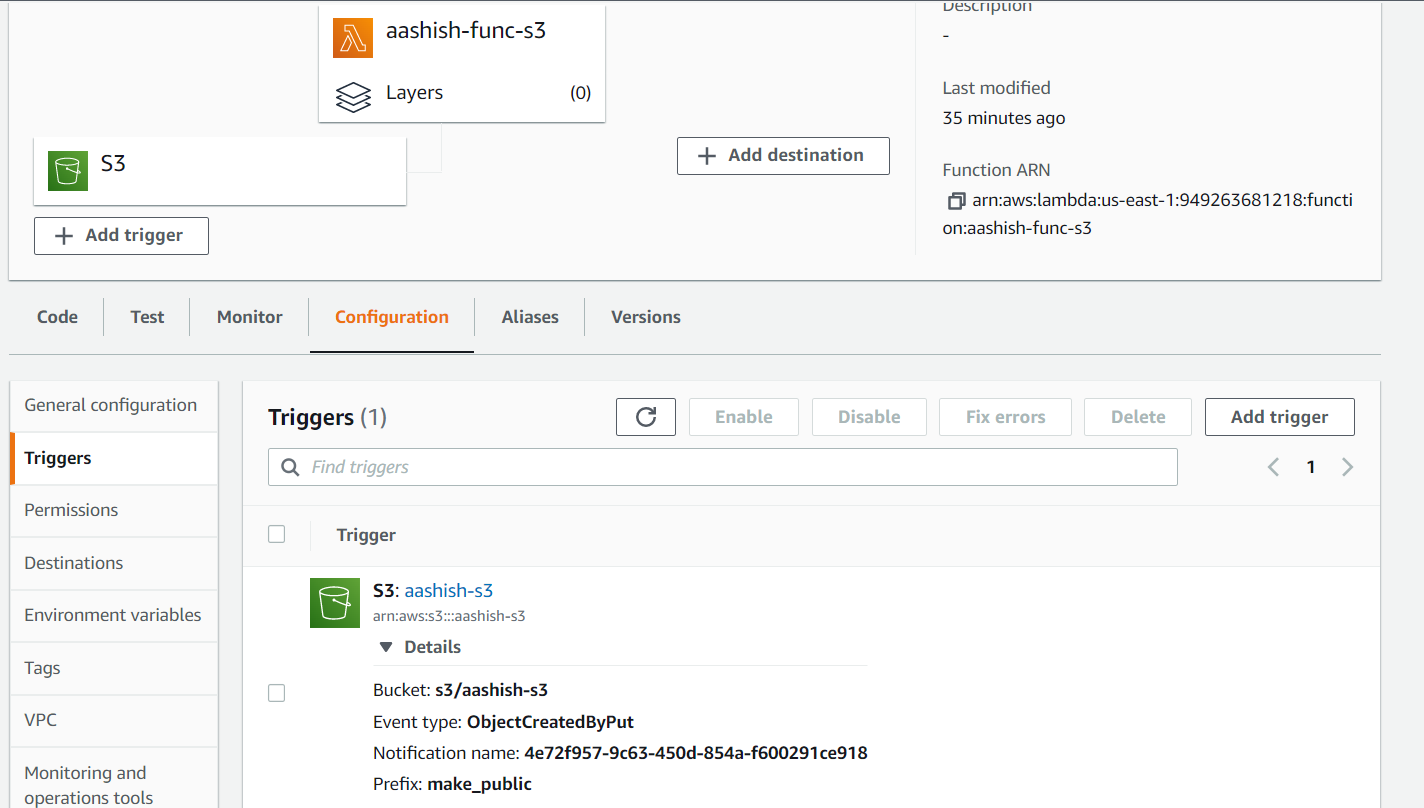 aashish-func-s3
Layers (0)
S3
+ Add trigger
+ Add destination
Description
-
Last modified
35 minutes ago
Function ARN
arn:aws:lambda:us-east-1:949263681218:functi
on:aashish-func-s3
Code Test Monitor Configuration Aliases Versions
General configuration
Triggers
Permissions
Destinations
Environment variables
Tags
VPC
Monitoring and
operations tools
Triggers (1)
Enable Disable Fix errors Delete Add trigger
Find triggers
1
Trigger
S3: aashish-s3
arn:aws:s3:::aashish-s3
Details
Bucket: s3/aashish-s3
Event type: ObjectCreatedByPut
Notification name: 4e72f957-9c63-450d-854a-f600291ce918
Prefix: make_public